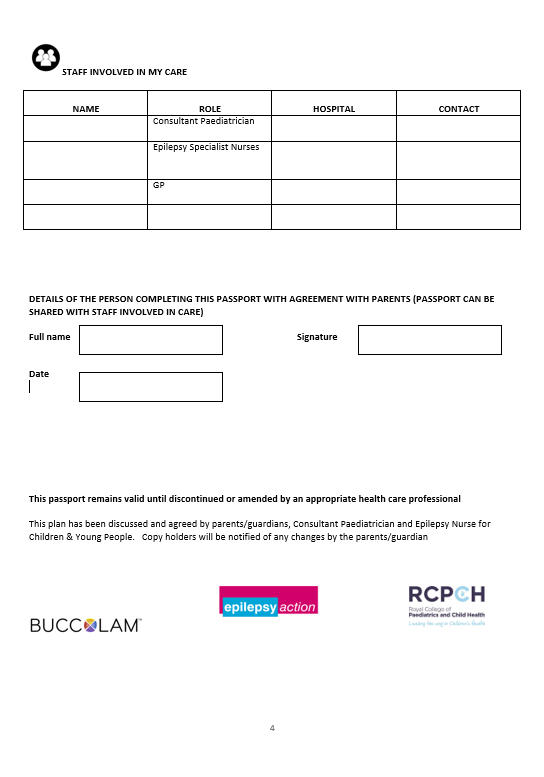 STAFF INVOLVED IN MY CARE
NAME ROLE HOSPITAL CONTACT
Consultant Paediatrician
Epilepsy Specialist Nurses
GP
DETAILS OF THE PERSON COMPLETING THIS PASSPORT WITH AGREEMENT WITH PARENTS (PASSPORT CAN BE
SHARED WITH STAFF INVOLVED IN CARE)
Full name Signature
Date
This passport remains valid until discontinued or amended by an appropriate health care professional
This plan has been discussed and agreed by parents/guardians, Consultant Paediatrician and Epilepsy Nurse for
Children & Young People. Copy holders will be notified of any changes by the parents/guardian
BUCCOLAM™
epilepsy action
RCPCH
Royal College of
Paediatrics and Child Health
Leading the way in Children's Health
4